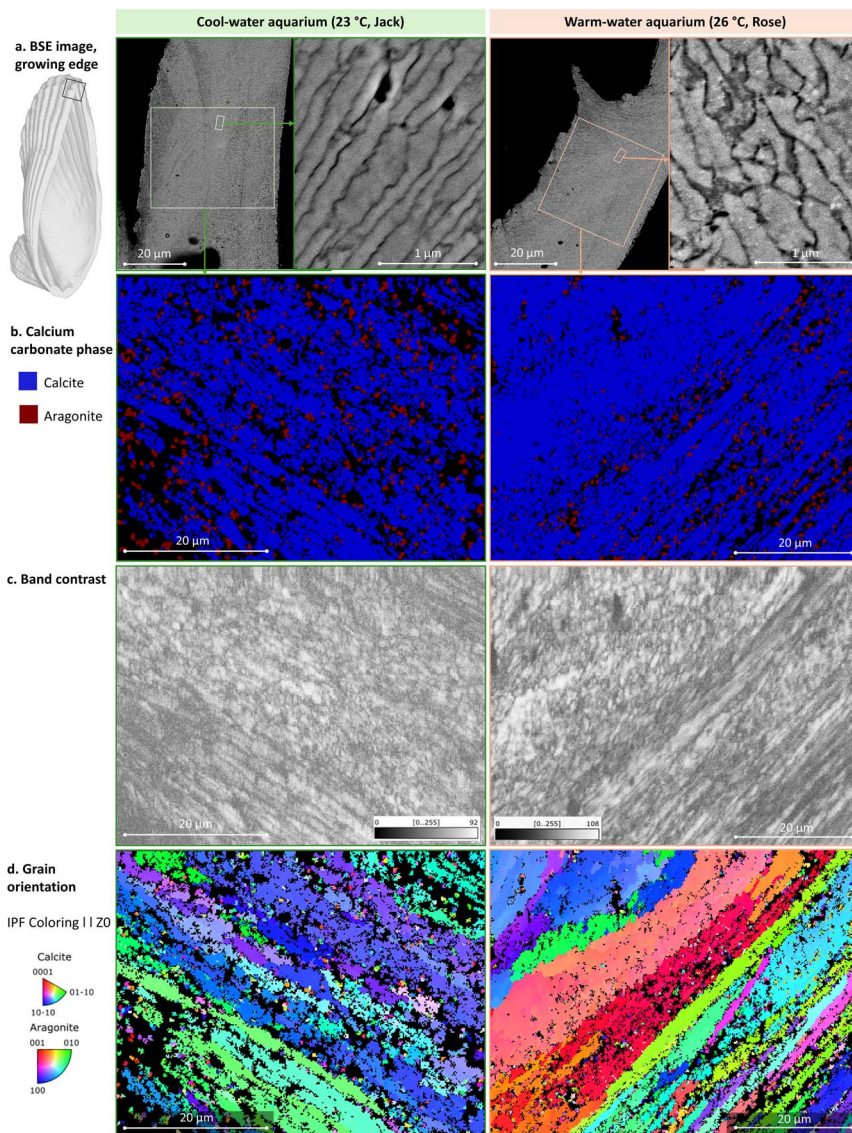 Cool-water aquarium (23 °C, Jack)
Warm-water aquarium (26 °C, Rose)
a. BSE image,
growing edge
20 µm
1 µm
20 µm
1 µm
b. Calcium
carbonate phase
Calcite
Aragonite
20 µm
20 µm
c. Band contrast
20 µm
0 [0..255] 92
0 [0..255] 108
20 µm
d. Grain
orientation
IPF Coloring I I Z0
Calcite
0001
01-10
10-10
Aragonite
001 010
100
20 µm
20 µm